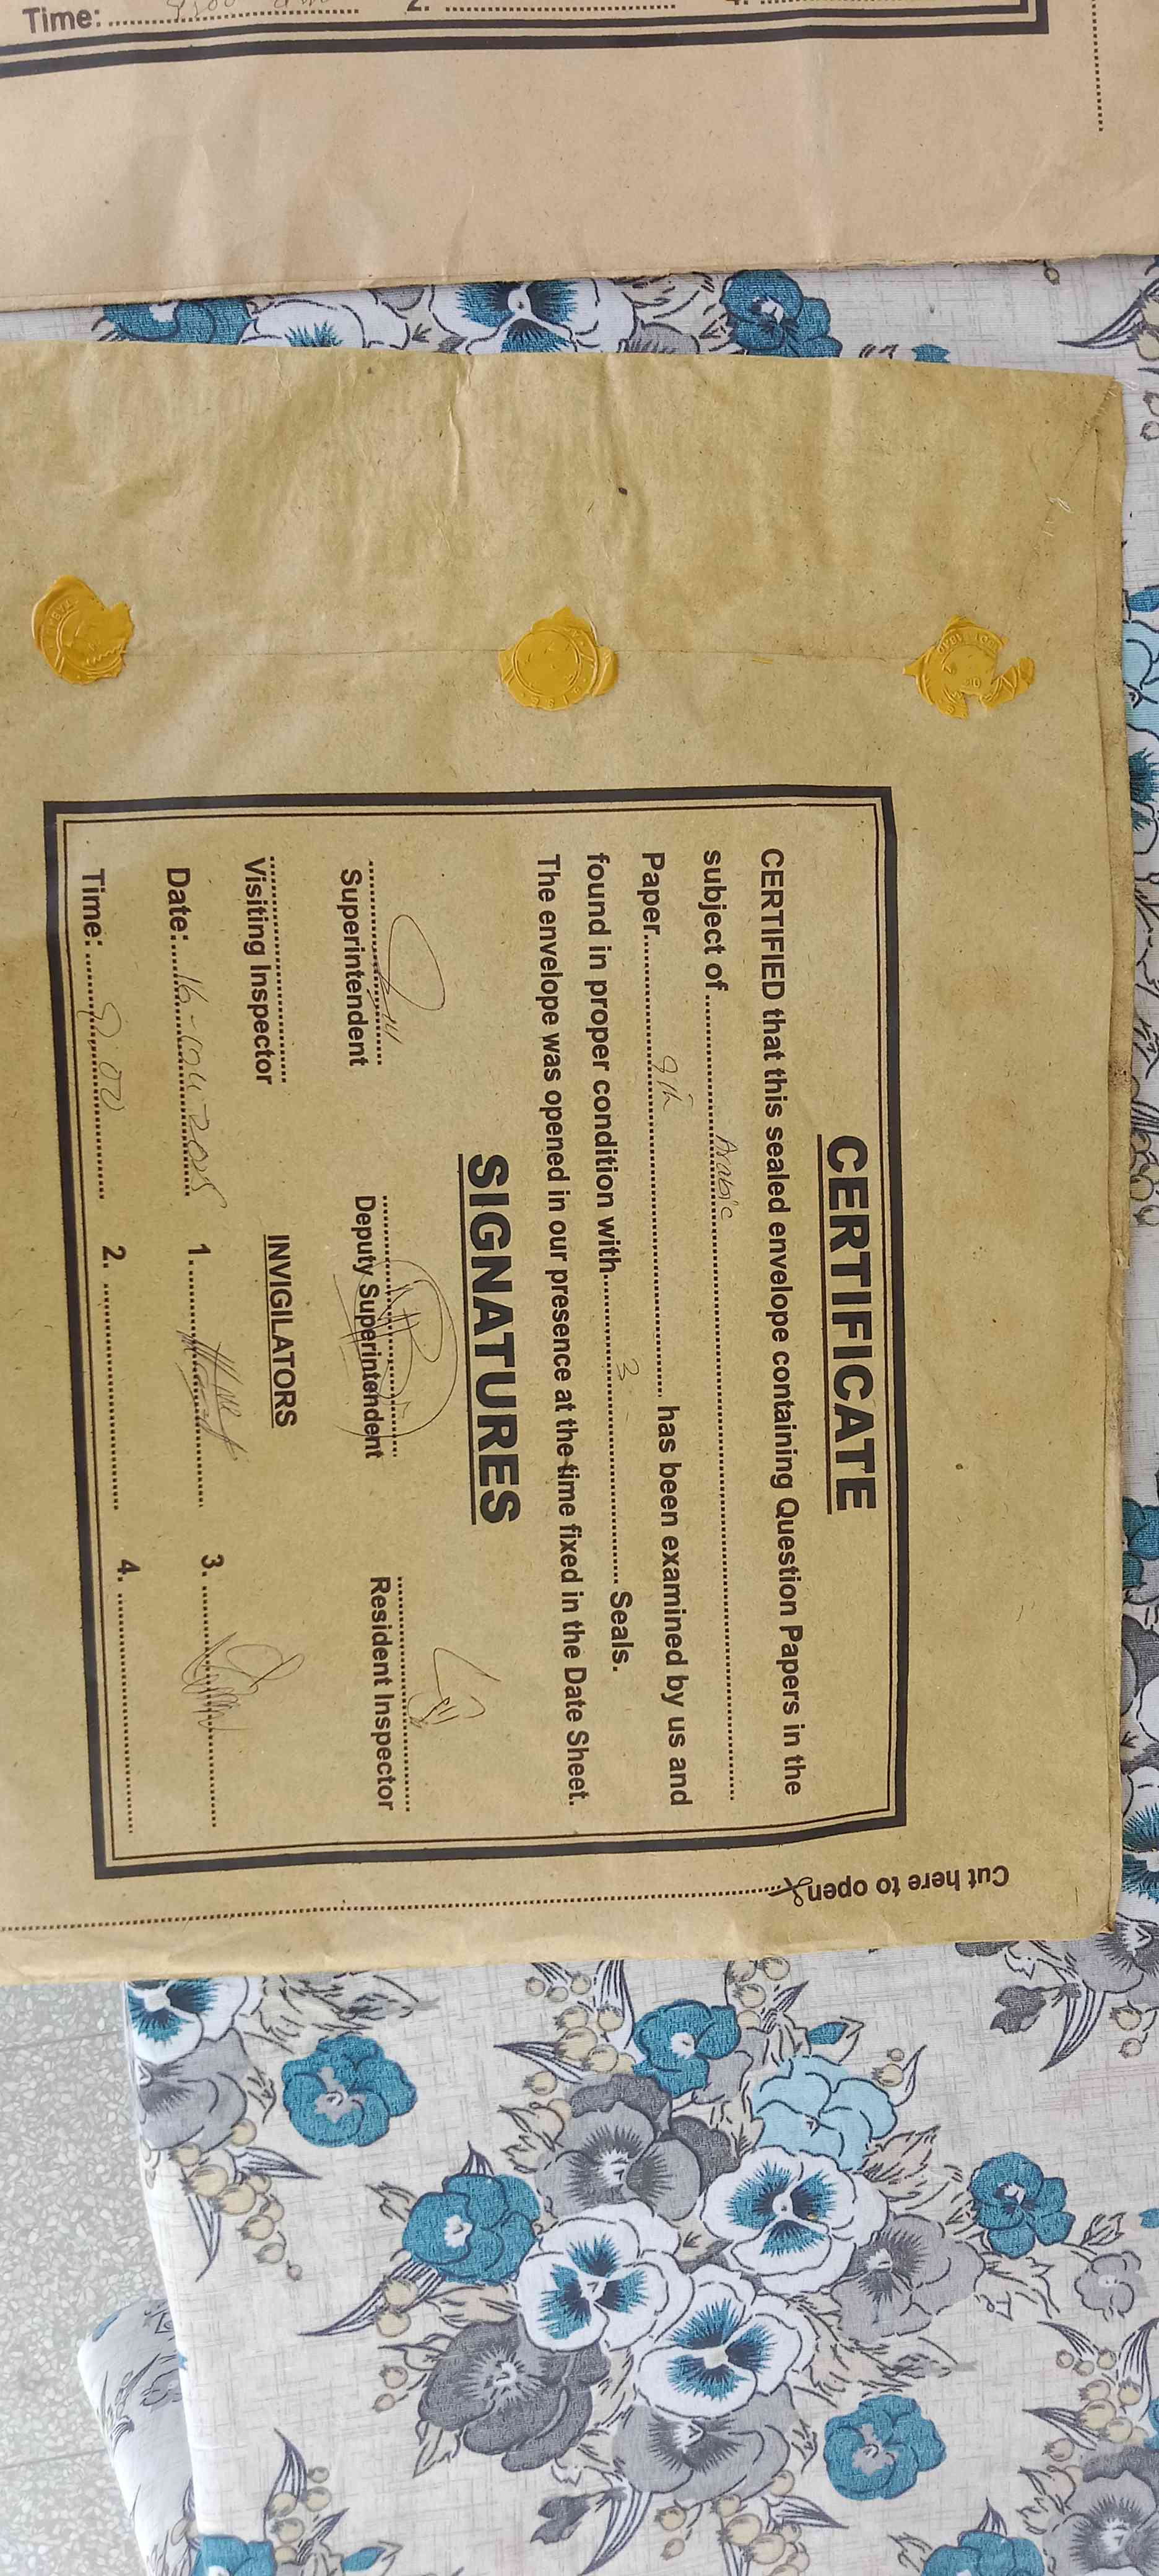 Time:
2.
4.
CERTIFICATE
CERTIFIED that this sealed envelope containing Question Papers in the
subject of Arabic
Paper 9th has been examined by us and
found in proper condition with 3 Seals.
The envelope was opened in our presence at the time fixed in the Date Sheet.
SIGNATURES
Superintendent
Deputy Superintendent
Resident Inspector
Visiting Inspector
INVIGILATORS
Date: 1. 3.
Time: 9:00 2. 4.
Cut here to open